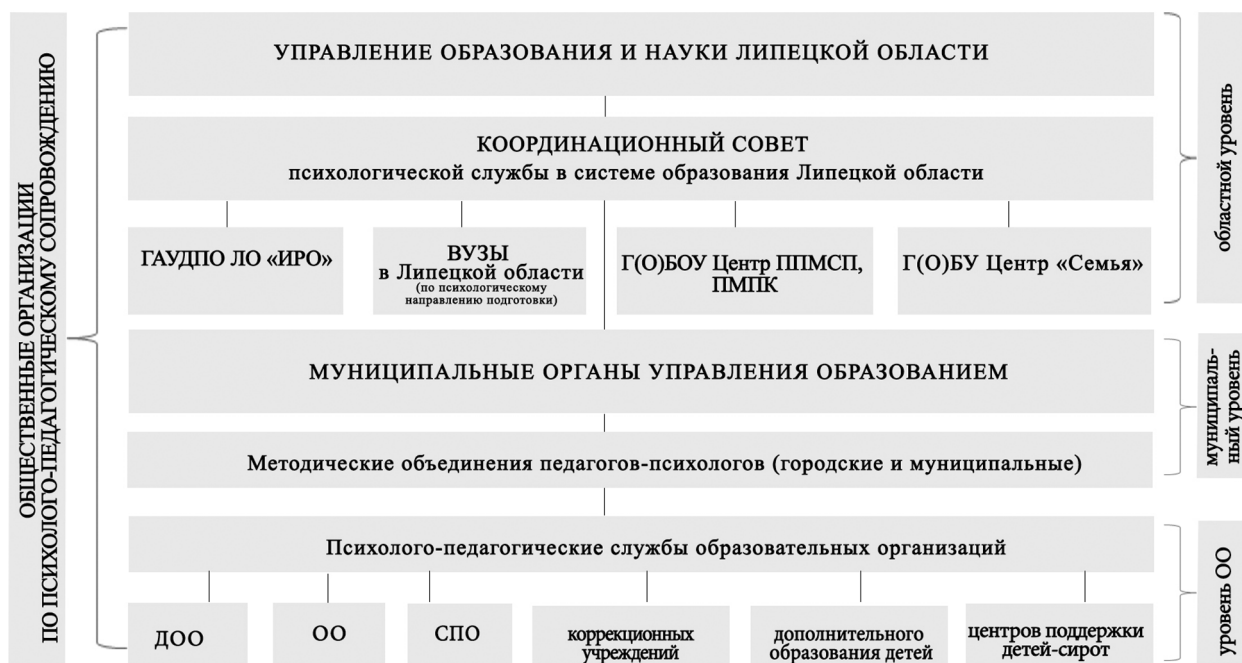 ОБЩЕСТВЕННЫЕ ОРГАНИЗАЦИИ
ПО ПСИХОЛОГО-ПЕДАГОГИЧЕСКОМУ СОПРОВОЖДЕНИЮ
УПРАВЛЕНИЕ ОБРАЗОВАНИЯ И НАУКИ ЛИПЕЦКОЙ ОБЛАСТИ
КООРДИНАЦИОННЫЙ СОВЕТ
психологической службы в системе образования Липецкой области
ГАУДПО ЛО «ИРО»
ВУЗЫ
в Липецкой области
(по психологическому
направлению подготовки)
Г(О)БОУ Центр ППМСП,
ПМПК
Г(О)БУ Центр «Семья»
областной уровень
МУНИЦИПАЛЬНЫЕ ОРГАНЫ УПРАВЛЕНИЯ ОБРАЗОВАНИЕМ
Методические объединения педагогов-психологов (городские и муниципальные)
муниципаль-
ный уровень
Психолого-педагогические службы образовательных организаций
ДОО
ОО
СПО
коррекционных
учреждений
дополнительного
образования детей
центров поддержки
детей-сирот
уровень ОО